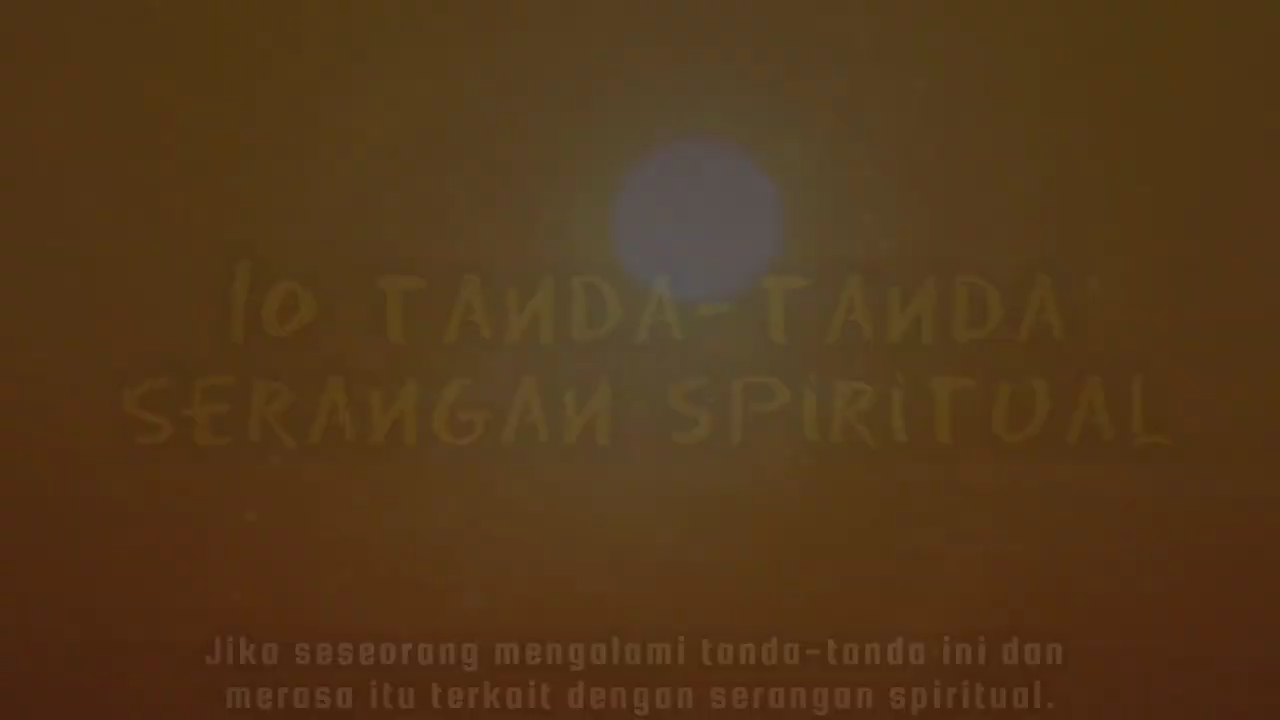 10 TANDA-TANDA
SERANGAN SPIRITUAL
Jika seseorang mengalami tanda-tanda ini dan
merasa itu terkait dengan serangan spiritual.